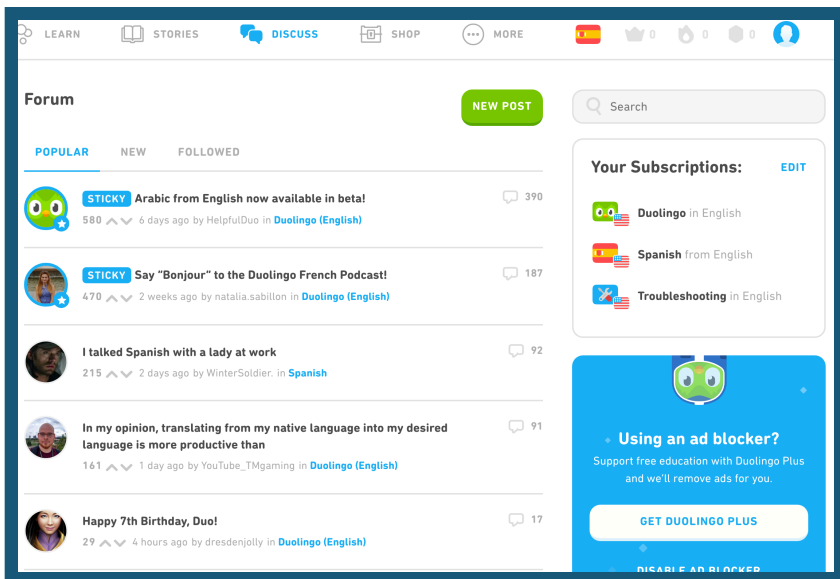 LEARN
STORIES
DISCUSS
SHOP
MORE
0
0
0
Forum
NEW POST
Search
POPULAR
NEW
FOLLOWED
STICKY Arabic from English now available in beta!
390
580 6 days ago by HelpfulDuo in Duolingo (English)
STICKY Say “Bonjour” to the Duolingo French Podcast!
187
470 2 weeks ago by natalia.sabillon in Duolingo (English)
I talked Spanish with a lady at work
92
215 2 days ago by WinterSoldier. in Spanish
In my opinion, translating from my native language into my desired
language is more productive than
91
161 1 day ago by YouTube_TMgaming in Duolingo (English)
Happy 7th Birthday, Duo!
17
29 4 hours ago by dresdenjolly in Duolingo (English)
Your Subscriptions:
EDIT
Duolingo in English
Spanish from English
Troubleshooting in English
Using an ad blocker?
Support free education with Duolingo Plus
and we'll remove ads for you.
GET DUOLINGO PLUS
DISABLE AD BLOCKER